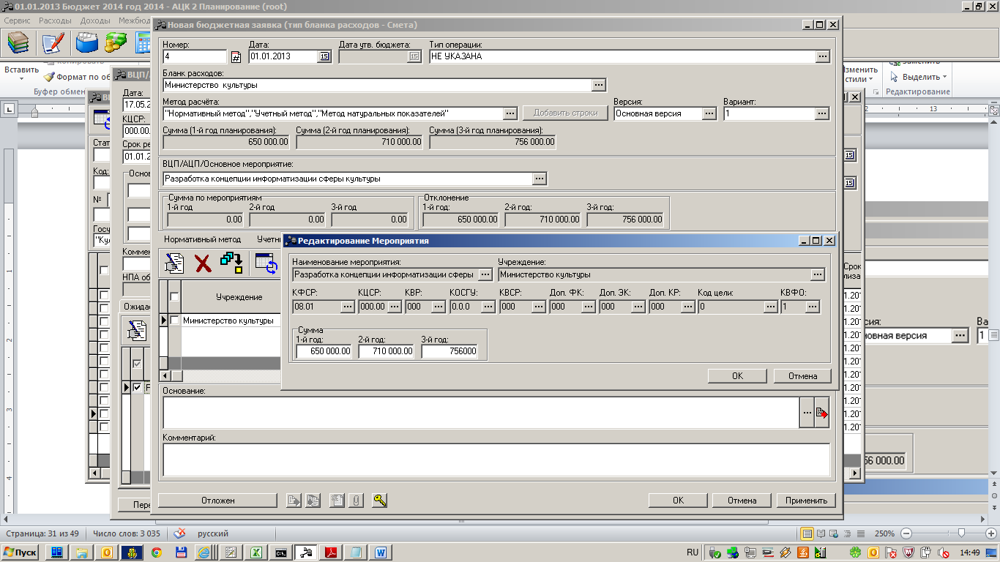 01.01.2013 Бюджет 2014 год 2014 - АЦК 2 Планирование (root)
Сервис Расходы Доходы
Новая бюджетная заявка (тип бланка расходов - Смета)
Номер: Дата: Дата утв. бюджета: Тип операции:
4 01.01.2013 15 15 НЕ УКАЗАНА
Вставить
Формат по об
Буфер обмен
Изменить
стили
Выделить
Редактирование
Бланк расходов:
Министерство культуры
Метод расчёта: Версия: Вариант:
"Нормативный метод","Учетный метод","Метод натуральных показателей" Добавить строки Основная версия 1
Сумма (1-й год планирования): Сумма (2-й год планирования): Сумма (3-й год планирования):
650 000.00 710 000.00 756 000.00
ВЦП/АЦП/Основное мероприятие:
Разработка концепции информатизации сферы культуры
Сумма по мероприятиям Отклонение
1-й год 2-й год 3-й год 1-й год: 2-й год: 3-й год:
0.00 0.00 0.00 650 000.00 710 000.00 756 000.00
Нормативный метод Учетн
Учреждение
Министерство культуры
Дата:
17.05.2
КЦСР:
000.00
Срок ре
01.01.2
Основ
Комме
НПА об
Ожидае
Пере
Стат
Код:
№
Госу
"Кул
Редактирование Мероприятия
Наименование мероприятия: Учреждение:
Разработка концепции информатизации сферы Министерство культуры
КФСР: КЦСР: КВР: КОСГУ: КВСР: Доп. ФК: Доп. ЭК: Доп. КР: Код цели: КВФО:
08.01 000.00 000 0.0.0 000 000 000 000 0 1
Сумма
1-й год: 2-й год: 3-й год:
650 000.00 710 000.00 756000
OK Отмена
Основание:
Комментарий:
Отложен OK Отмена Применить
Срок
овная версия 1
56 000.00
Страница: 31 из 49 Число слов: 3 035 русский 250%
Пуск RU 14:49